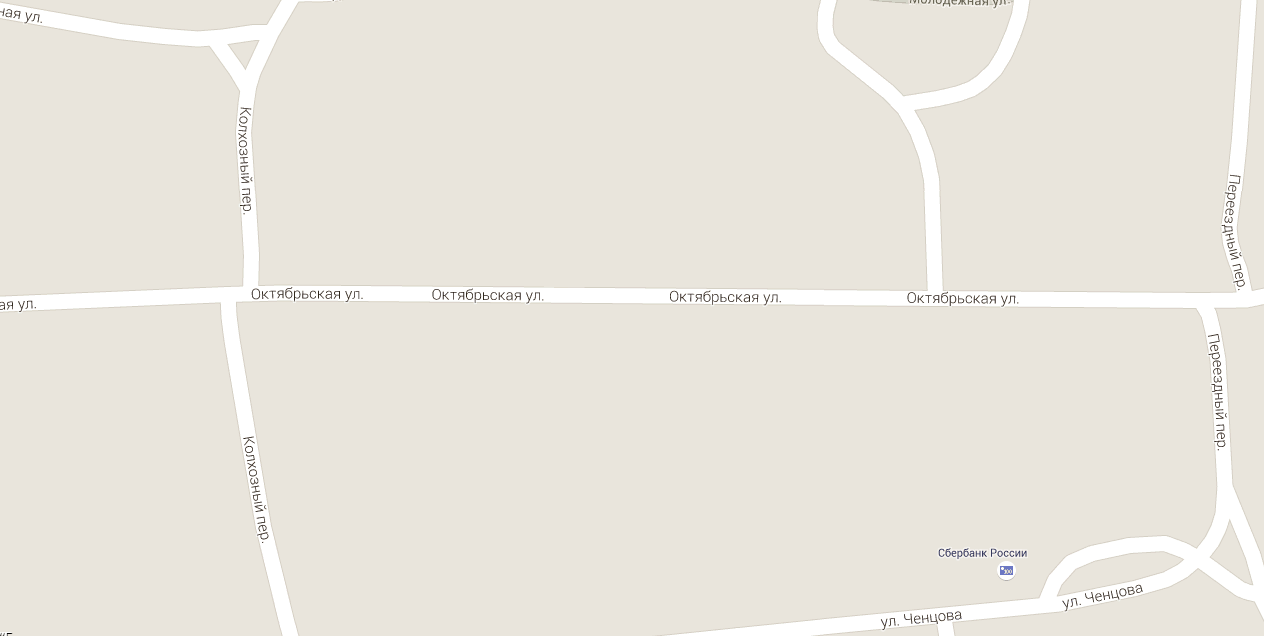 Молодёжная ул.
ная ул.
Колхозный пер.
Переездный пер.
ая ул.
Октябрьская ул.
Октябрьская ул.
Октябрьская ул.
Октябрьская ул.
Переездный пер.
Колхозный пер.
Сбербанк России
ул. Ченцова
ул. Ченцова